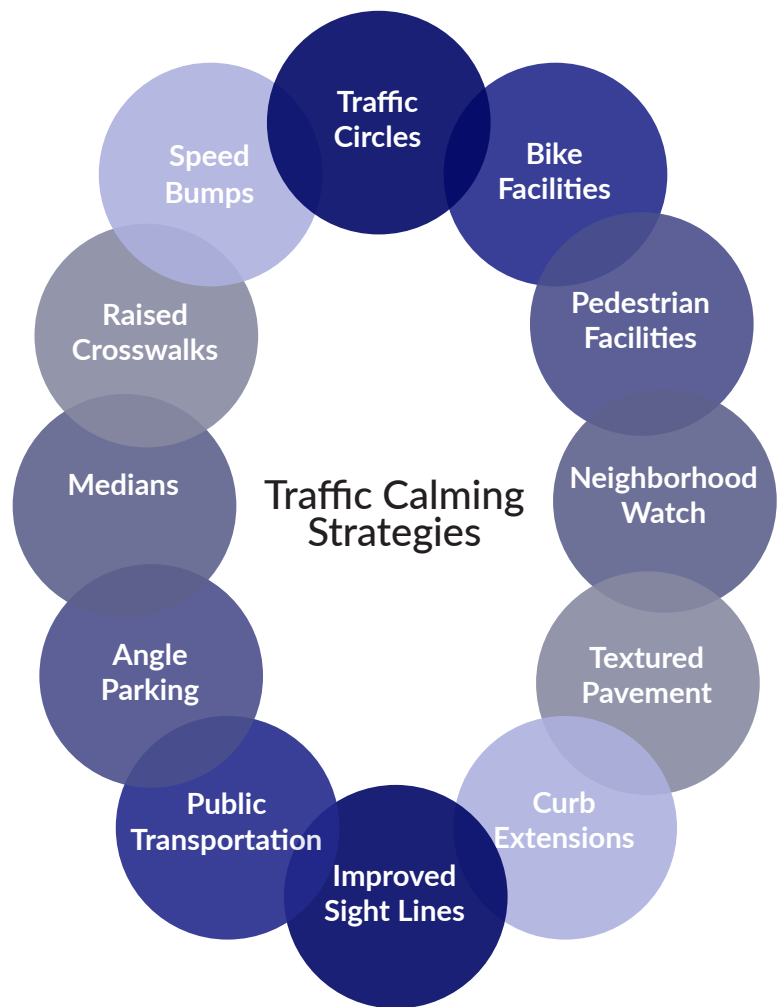 Traffic
Circles
Bike
Facilities
Pedestrian
Facilities
Neighborhood
Watch
Textured
Pavement
Curb
Extensions
Improved
Sight Lines
Public
Transportation
Angle
Parking
Medians
Raised
Crosswalks
Speed
Bumps
Traffic Calming
Strategies